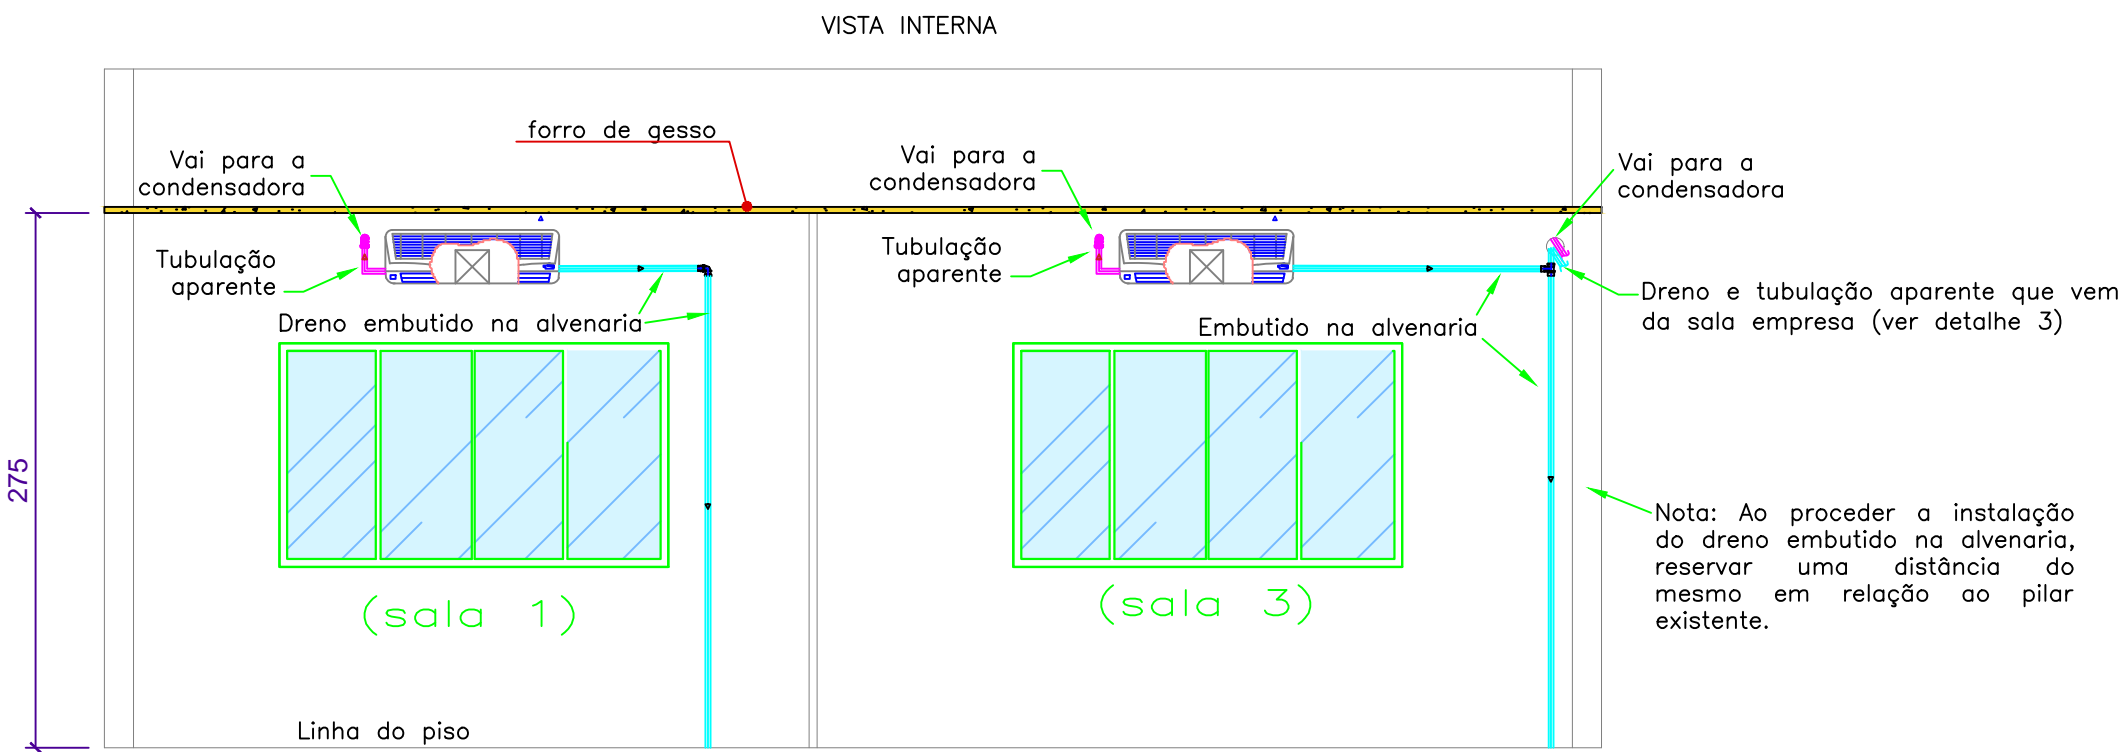 VISTA INTERNA
forro de gesso
Vai para a
condensadora
Vai para a
condensadora
Vai para a
condensadora
Tubulação
aparente
Tubulação
aparente
Dreno e tubulação aparente que vem
da sala empresa (ver detalhe 3)
Dreno embutido na alvenaria
Embutido na alvenaria
275
Nota: Ao proceder a instalação
do dreno embutido na alvenaria,
reservar uma distância do
mesmo em relação ao pilar
existente.
(sala 1)
(sala 3)
Linha do piso